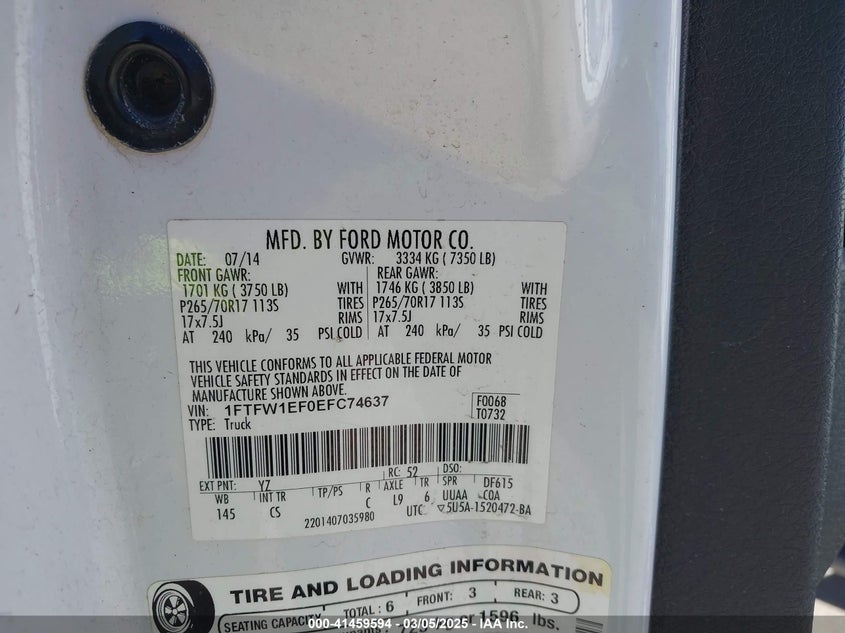 MFD. BY FORD MOTOR CO.
DATE: 07/14 GVWR: 3334 KG ( 7350 LB)
FRONT GAWR: REAR GAWR:
1701 KG ( 3750 LB) WITH 1746 KG ( 3850 LB) WITH
P265/70R17 113S TIRES P265/70R17 113S TIRES
17x7.5J RIMS 17x7.5J RIMS
AT 240 kPa/ 35 PSI COLD AT 240 kPa/ 35 PSI COLD
THIS VEHICLE CONFORMS TO ALL APPLICABLE FEDERAL MOTOR
VEHICLE SAFETY STANDARDS IN EFFECT ON THE DATE OF
MANUFACTURE SHOWN ABOVE.
VIN: 1FTFW1EF0EFC74637 F0068
TYPE: Truck T0732
EXT PNT: YZ RC: 52 DSO:
WB INT TR TP/PS R AXLE TR SPR DF615
145 CS C L9 6 UUAA COA
2201407035980 UTC ▽5U5A-1520472-BA
TIRE AND LOADING INFORMATION
SEATING CAPACITY TOTAL : 6 FRONT: 3 REAR: 3
1596 lbs.
000-41459594 - 03/05/2025 - IAA Inc.